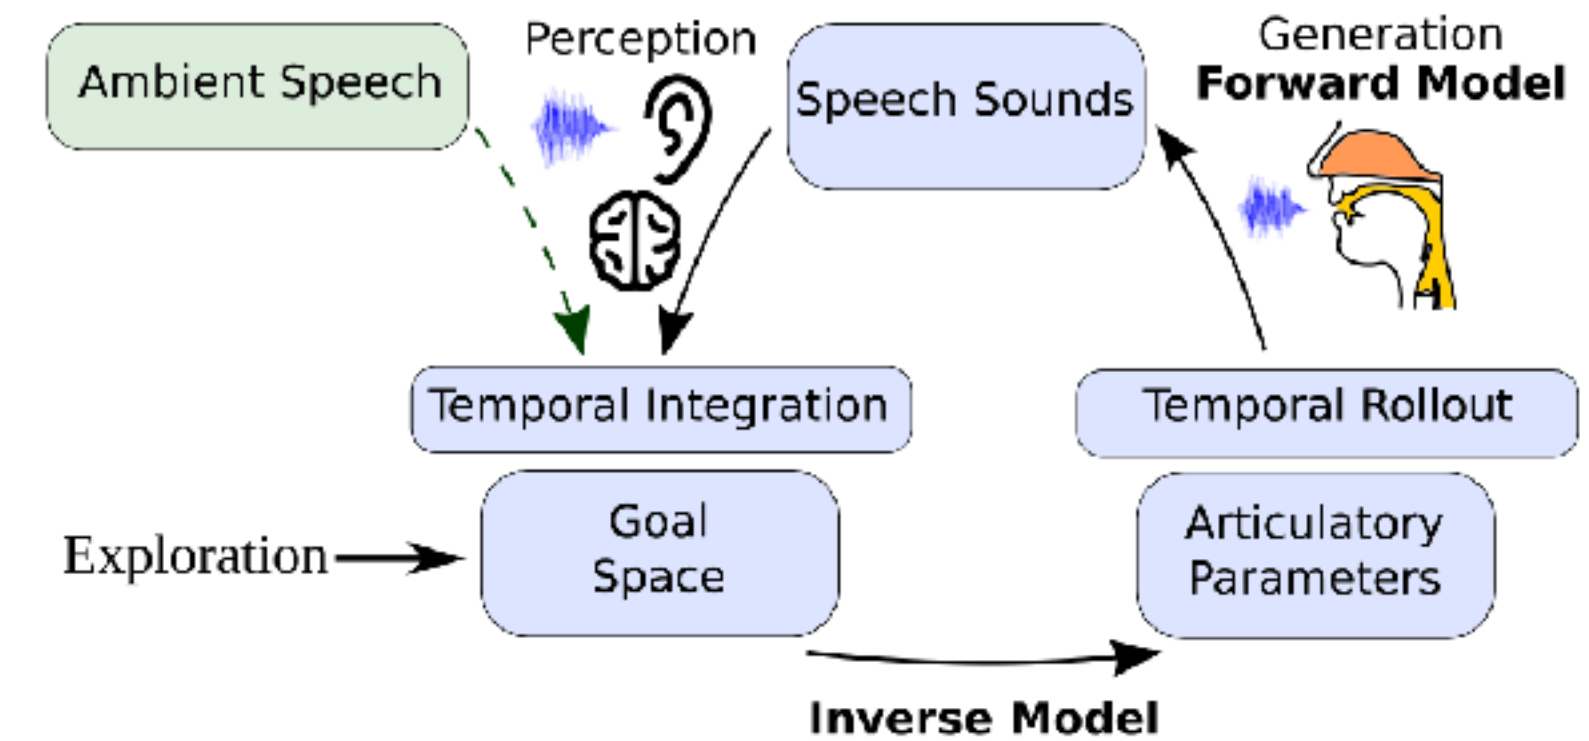 Ambient Speech
Perception
Speech Sounds
Generation
Forward Model
Temporal Integration
Temporal Rollout
Exploration
Goal
Space
Articulatory
Parameters
Inverse Model